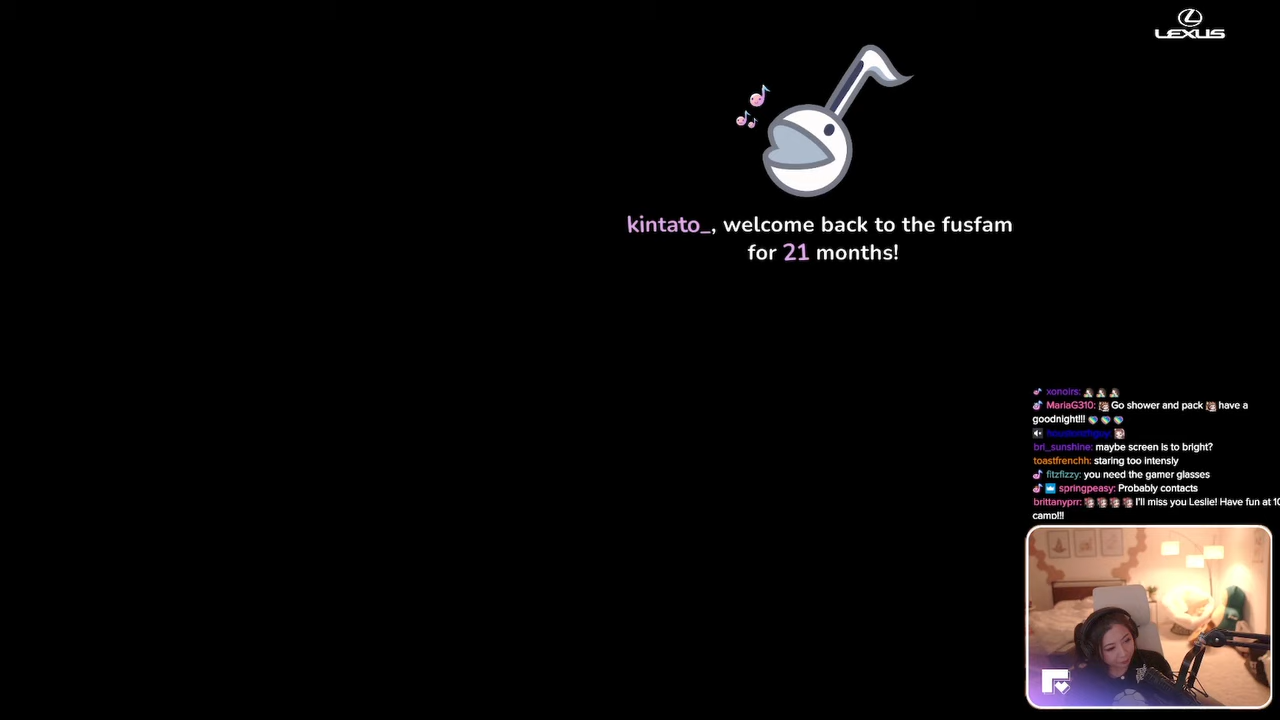 LEXUS
kintato_, welcome back to the fusfam
for 21 months!
xonoirs:
MariaG310: Go shower and pack have a
goodnight!!!
bri_sunshine: maybe screen is to bright?
toastfrenchh: staring too intensly
fitzfizzy: you need the gamer glasses
springpeasy: Probably contacts
brittanyprr: I'll miss you Leslie! Have fun at 10
camp!!!